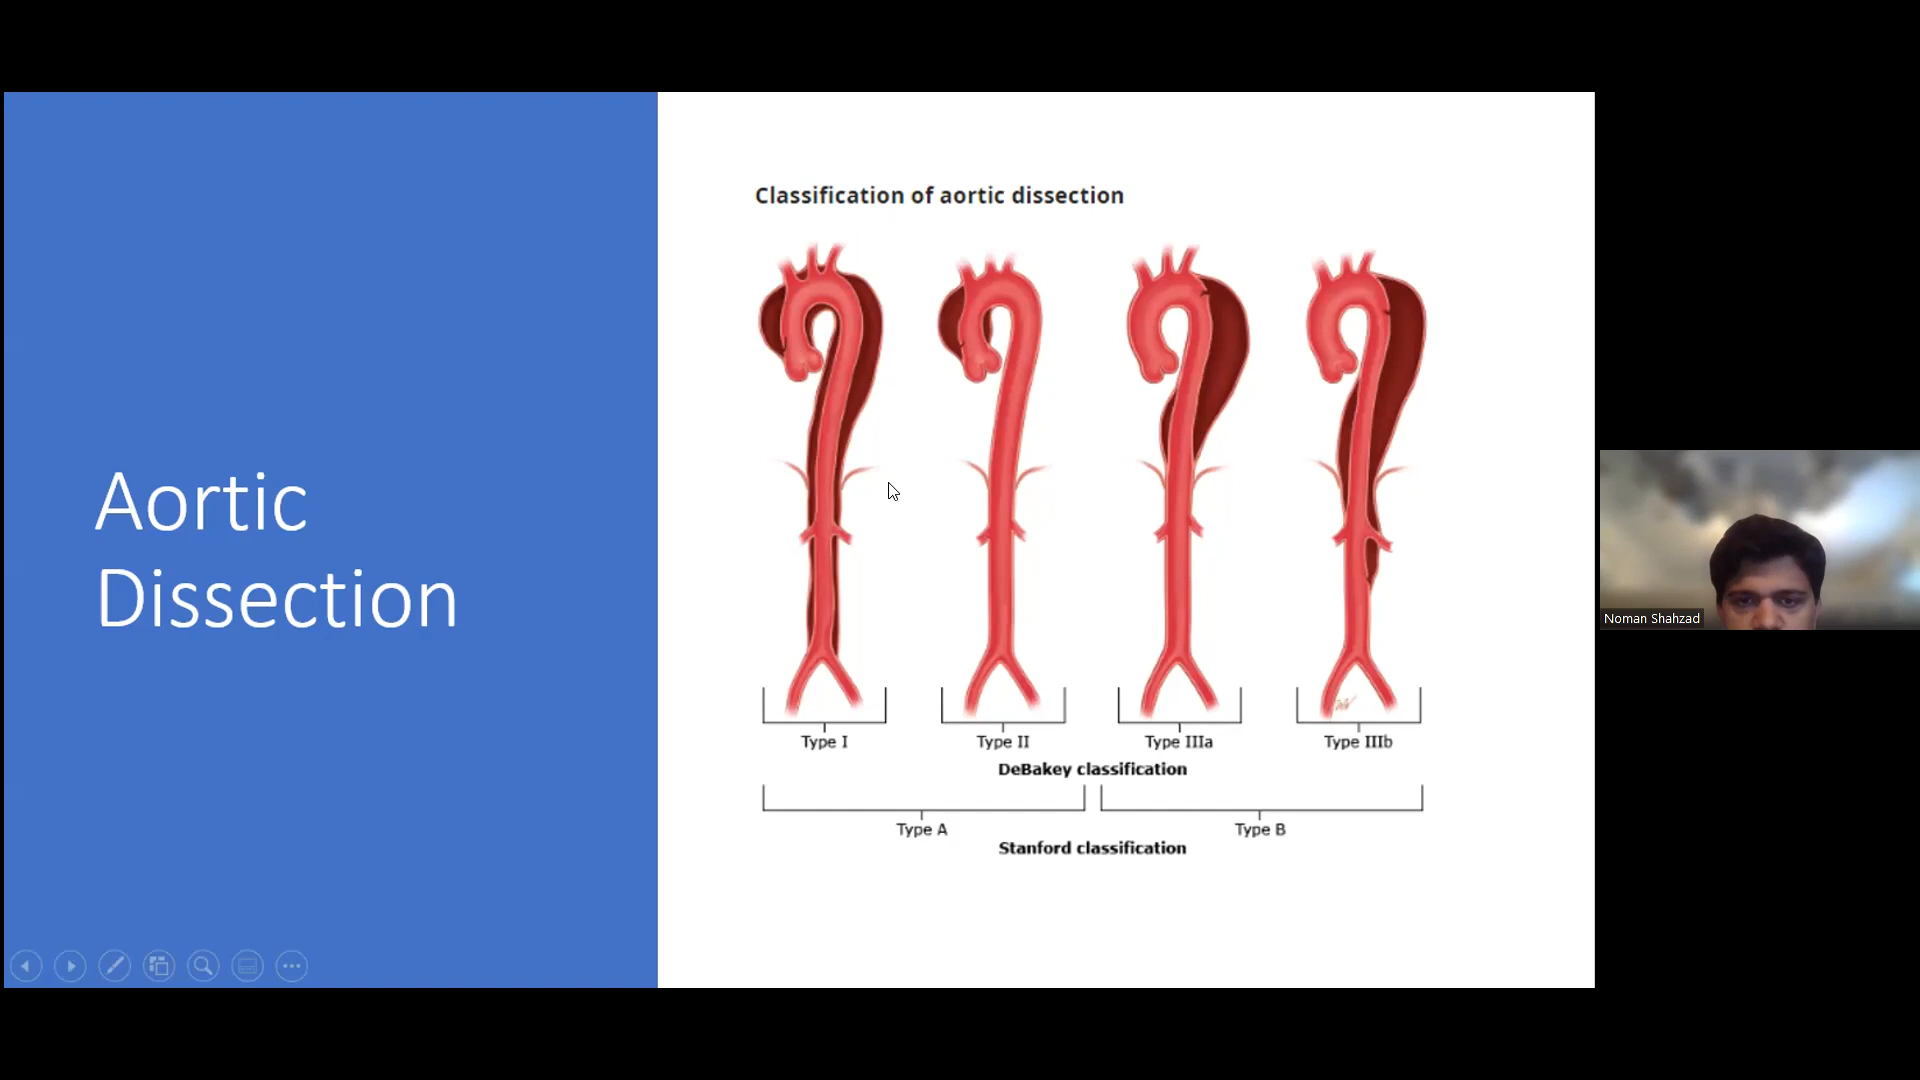 Aortic
Dissection
Classification of aortic dissection
Type I
Type II
Type IIIa
Type IIIb
DeBakey classification
Type A
Type B
Stanford classification
Noman Shahzad